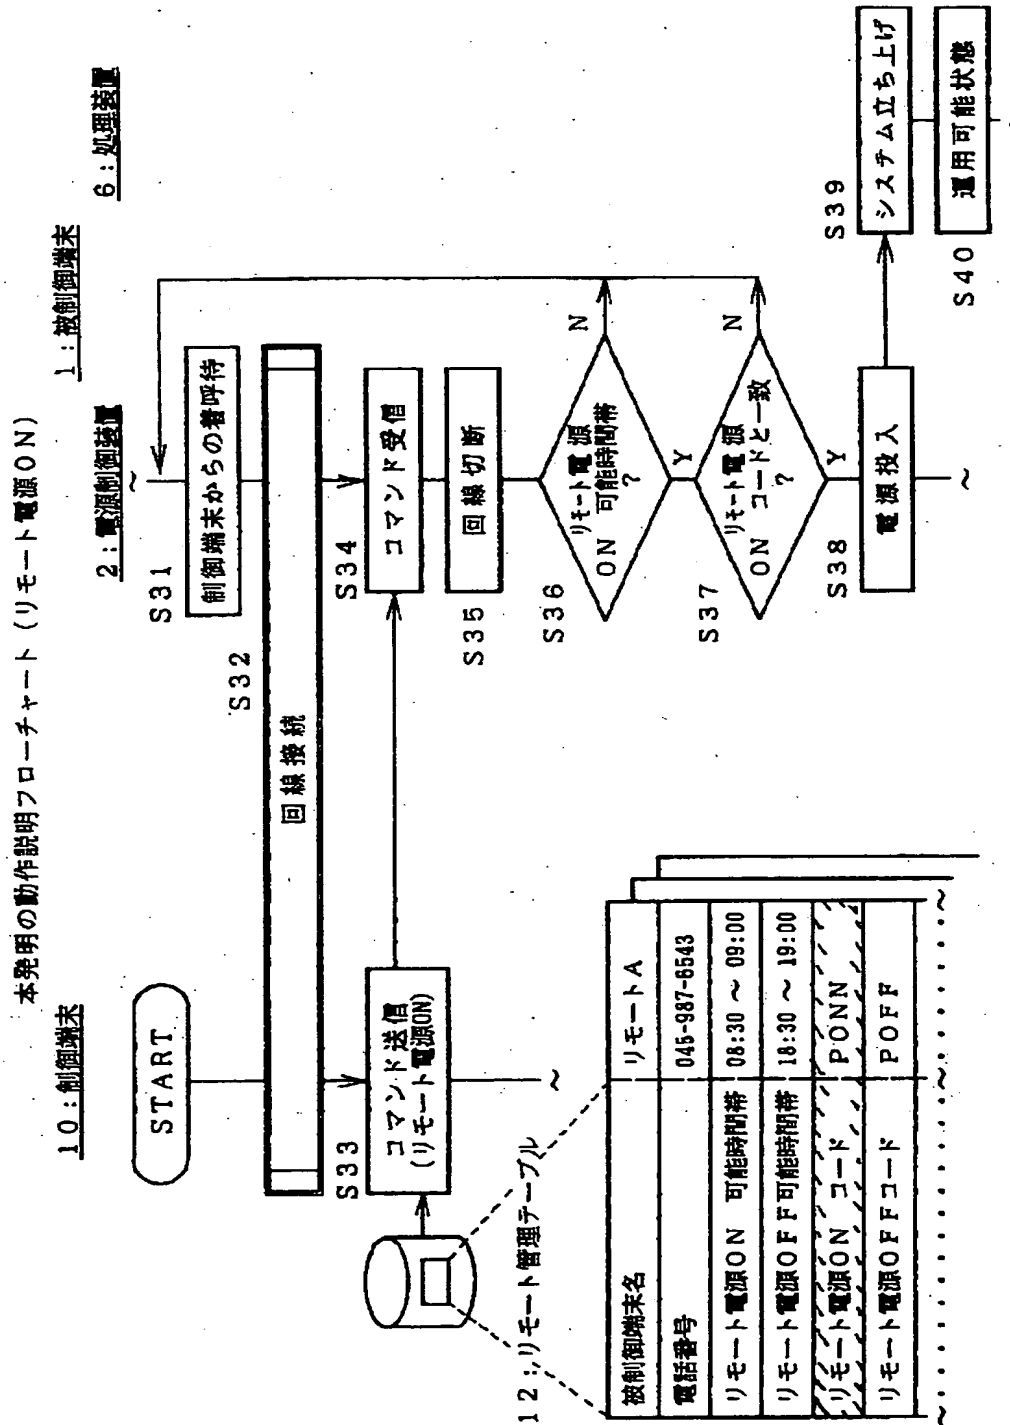 本発明の動作説明フローチャート(リモート電源ON)
10:制御端末
2:電源制御装置
1:被制御端末
6:処理装置
START
S31
制御端末からの着呼待
S32
回線接続
S33
コマンド送信
(リモート電源ON)
S34
コマンド受信
S35
回線切断
S36
リモート電源
ON 可能時間帯
?
N
Y
S37
リモート電源
ON コードと一致
?
N
Y
S38
電源投入
S39
システム立ち上げ
S40
運用可能状態
12:リモート管理テーブル
被制御端末名 リモートA
電話番号 045-987-6543
リモート電源ON 可能時間帯 08:30~09:00
リモート電源OFF可能時間帯 18:30~19:00
リモート電源ON コード PONN
リモート電源OFFコード POFF